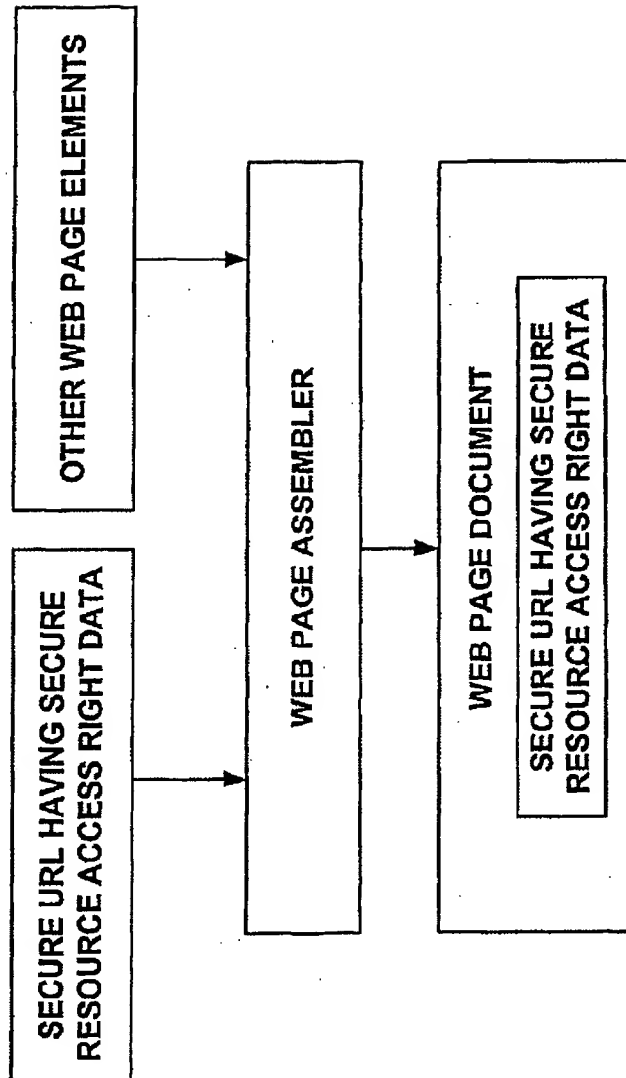 SECURE URL HAVING SECURE
RESOURCE ACCESS RIGHT DATA
OTHER WEB PAGE ELEMENTS
WEB PAGE ASSEMBLER
WEB PAGE DOCUMENT
SECURE URL HAVING SECURE
RESOURCE ACCESS RIGHT DATA